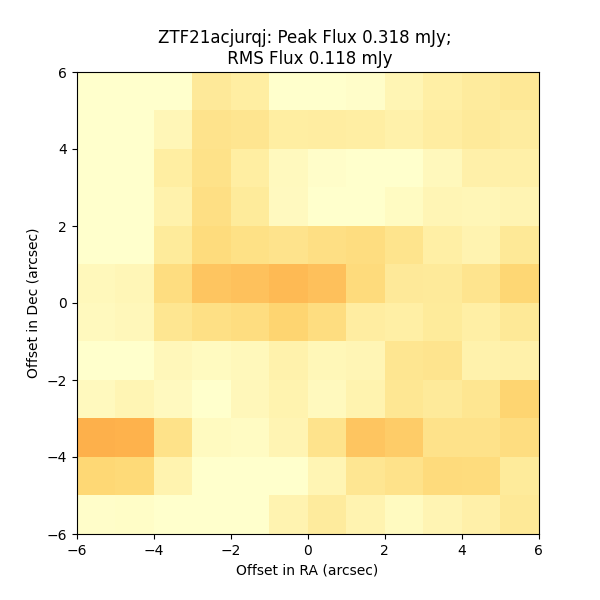 ZTF21acjurqj: Peak Flux 0.318 mJy;
RMS Flux 0.118 mJy
6
4
2
0
−2
−4
−6
Offset in Dec (arcsec)
−6 −4 −2 0 2 4 6
Offset in RA (arcsec)